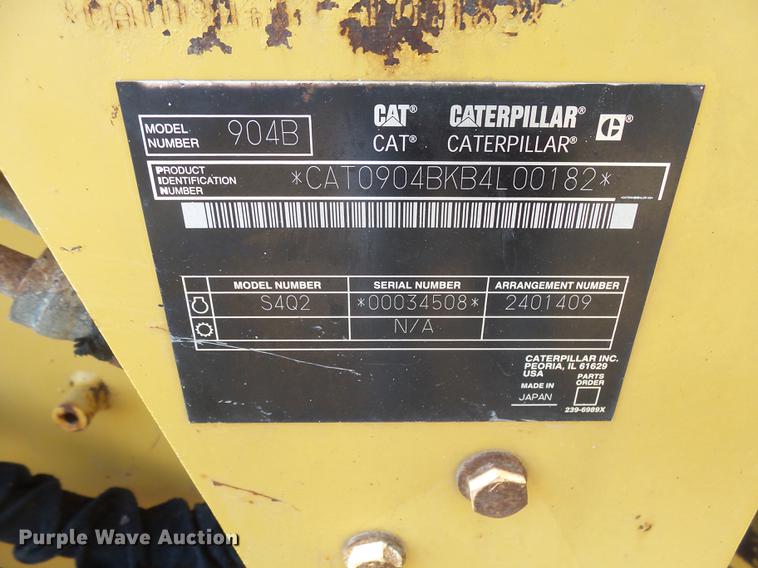 CAT® CATERPILLAR®
MODEL NUMBER 904B
CAT® CATERPILLAR®
PRODUCT IDENTIFICATION NUMBER *CAT0904BKB4L00182*
MODEL NUMBER SERIAL NUMBER ARRANGEMENT NUMBER
S4Q2 *00034508* 2401409
N/A
CATERPILLAR INC.
PEORIA, IL 61629
USA
MADE IN PARTS ORDER
JAPAN
239-6989X
Purple Wave Auction